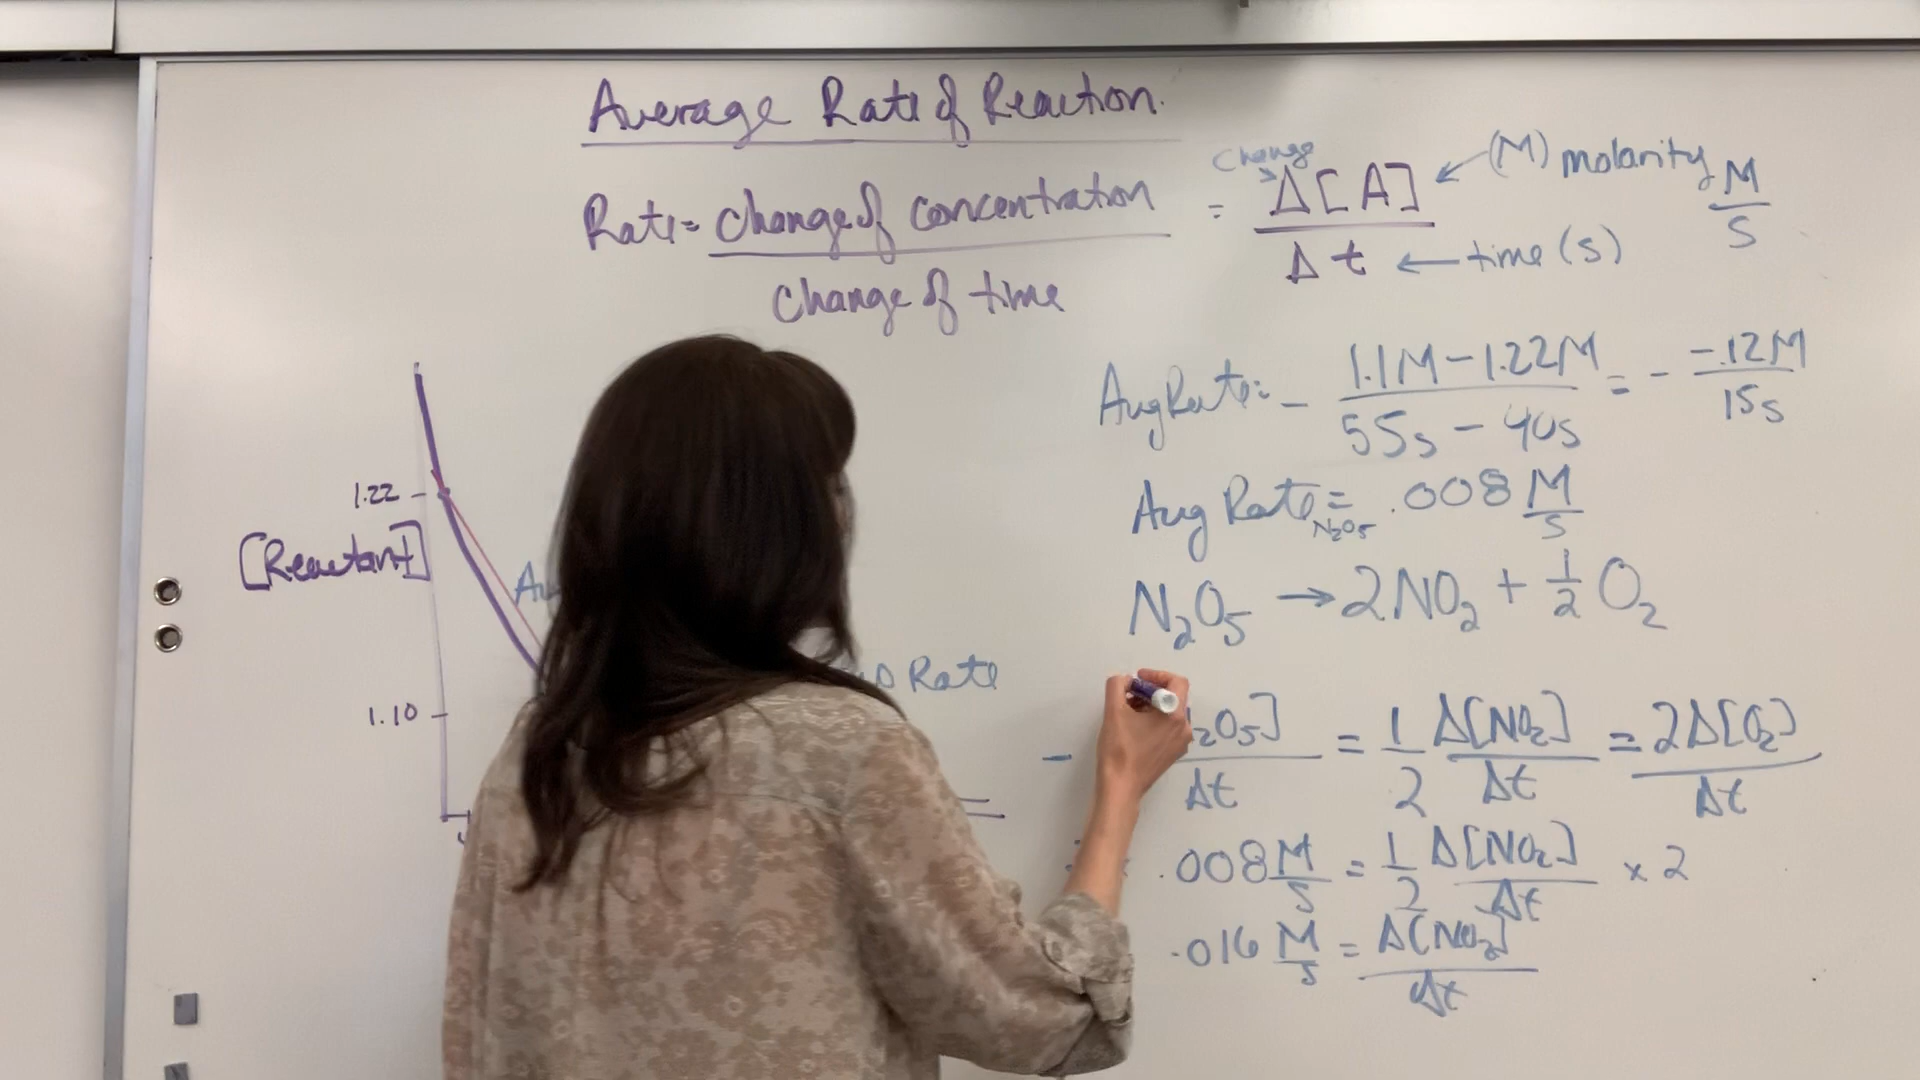 Average Rate of Reaction.
Rate = change of concentration / change of time = Δ[A] / Δt
change
← (M) molarity M/s
← time (s)
Avg Rate: - 1.1M - 1.22M / 55s - 40s = - -.12M / 15s
Avg Rate N₂O₅ = .008 M/s
N₂O₅ → 2NO₂ + 1/2 O₂
1.22
[Reactant]
Rate
1.10
- ₂O₅] / Δt = 1/2 Δ[NO₂] / Δt = 2Δ[O₂] / Δt
.008 M/s = 1/2 Δ[NO₂] / Δt × 2
.016 M/s = Δ[NO₂] / Δt